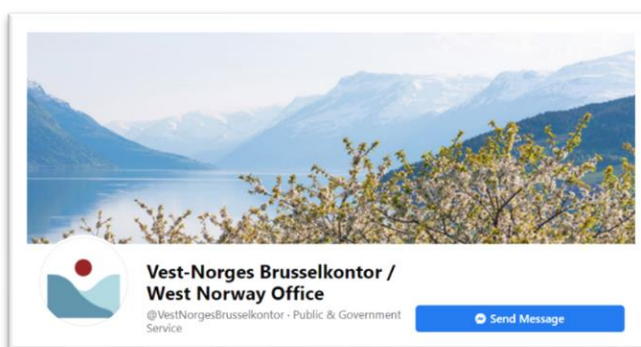 Vest-Norges Brusselkontor /
West Norway Office
@VestNorgesBrusselkontor · Public & Government
Service
Send Message